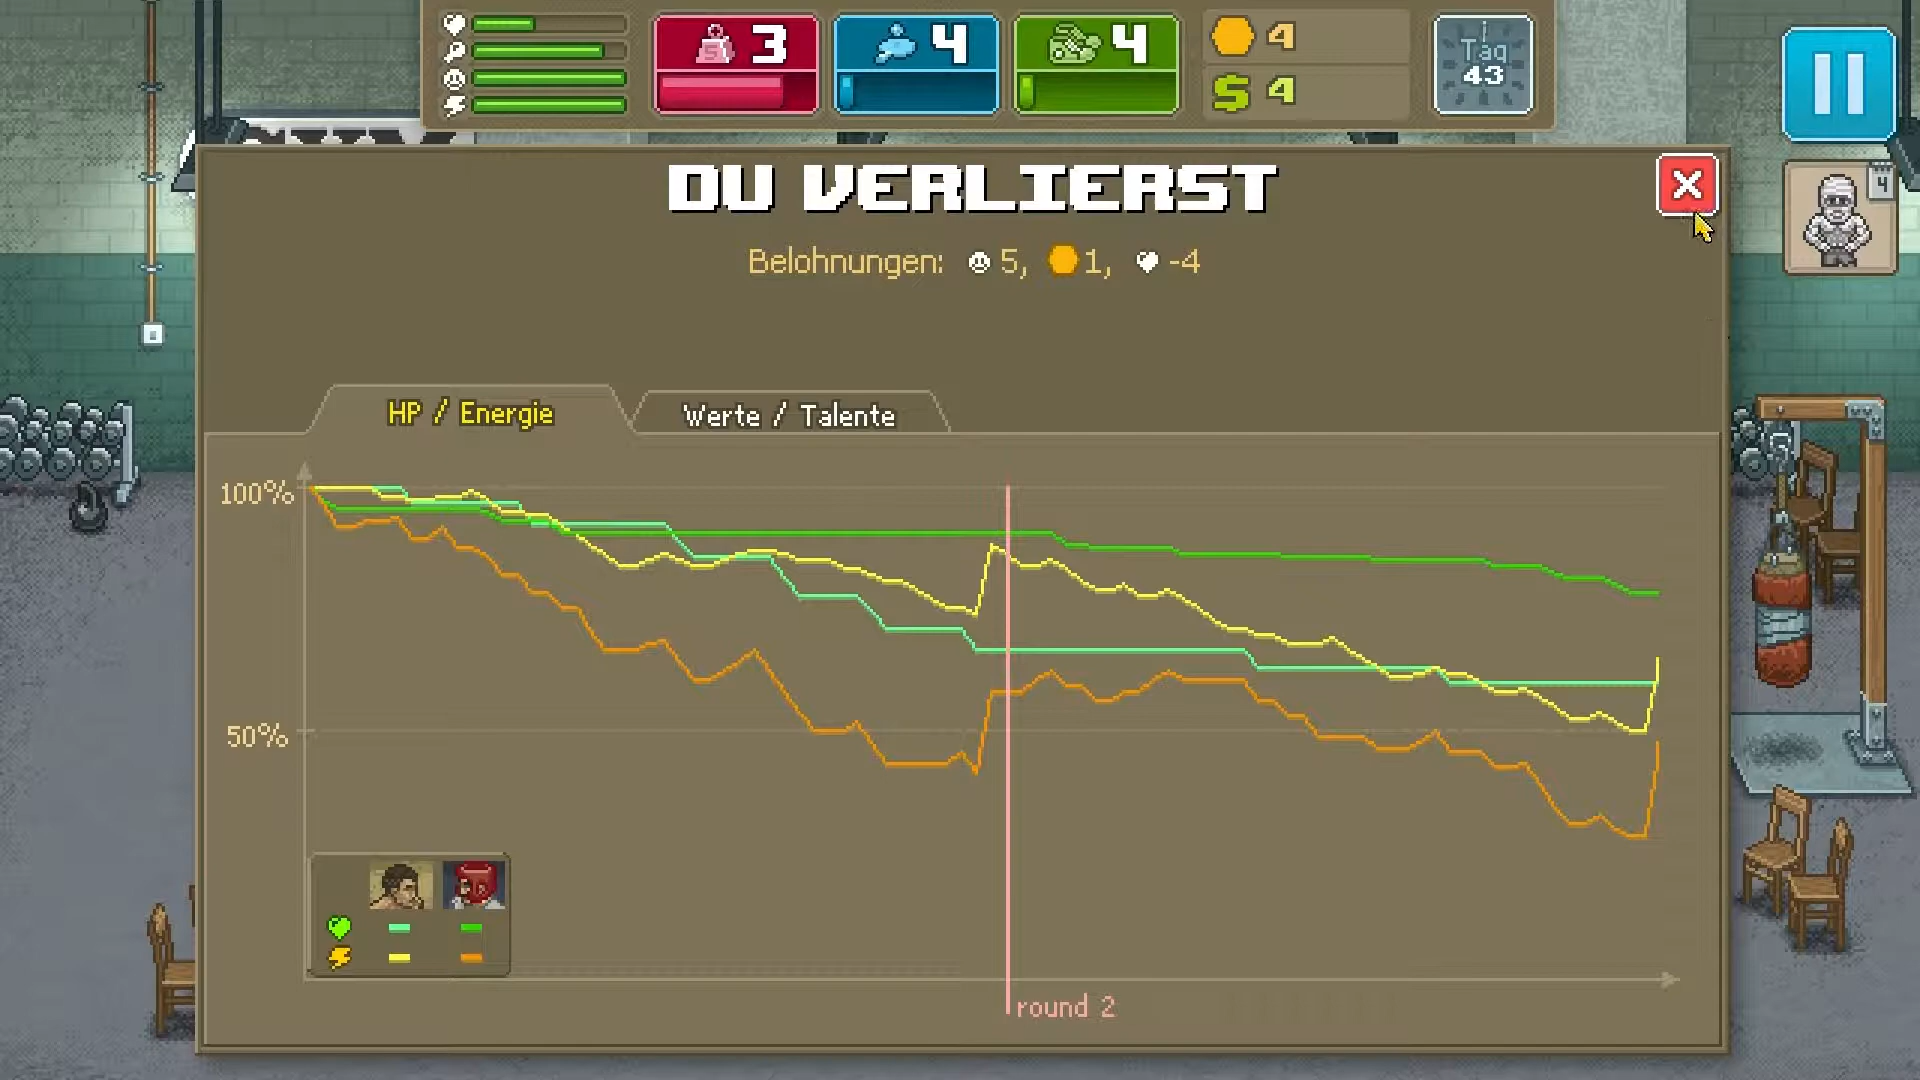 3
4
4
4
4
Tag
43
4
DU VERLIERST
Belohnungen: 5, 1, -4
HP / Energie
Werte / Talente
100%
50%
round 2